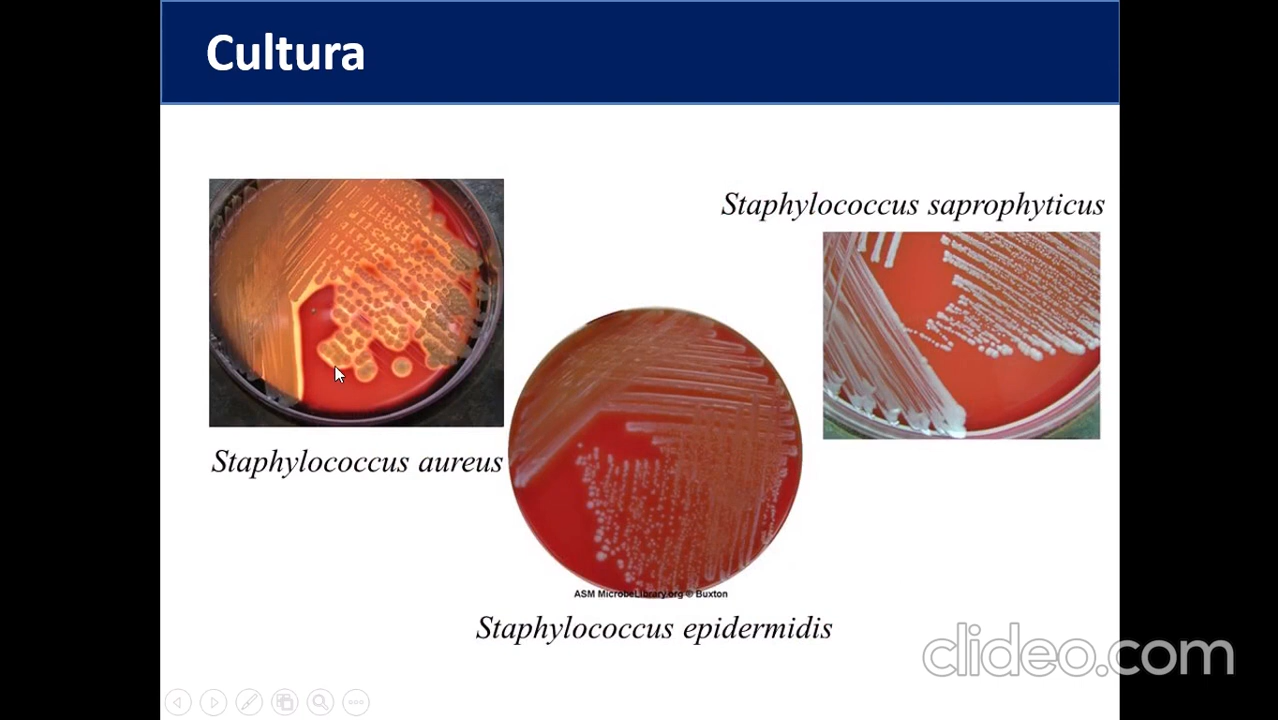 Cultura
Staphylococcus saprophyticus
Staphylococcus aureus
ASM MicrobeLibrary.org © Buxton
Staphylococcus epidermidis
clideo.com